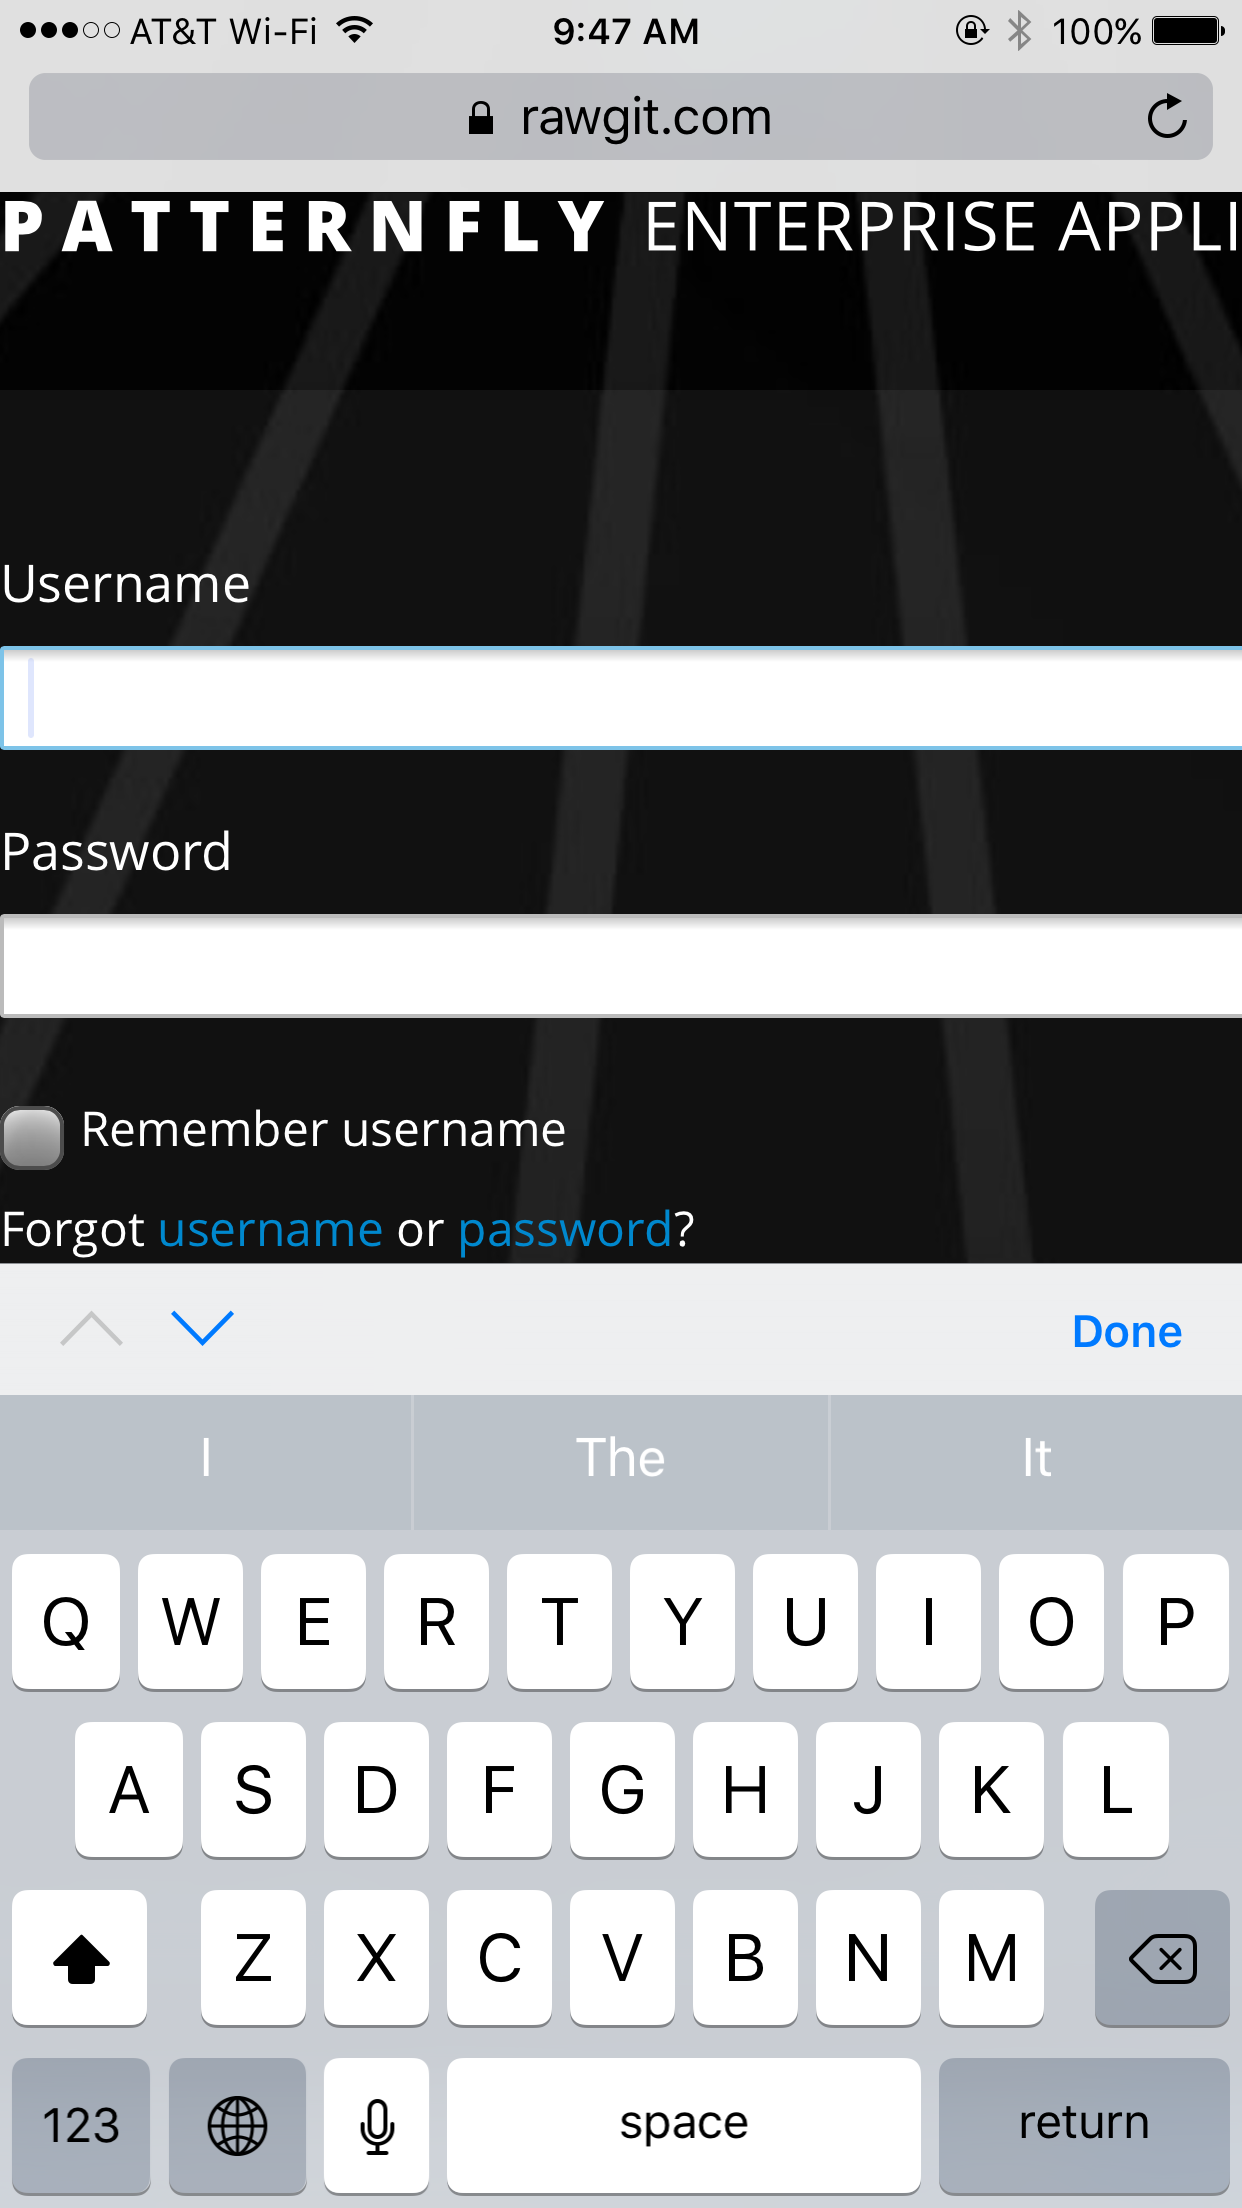 AT&T Wi-Fi 9:47 AM 100%
rawgit.com
PATTERNFLY ENTERPRISE APPLI
Username
Password
Remember username
Forgot username or password?
Done
I The It
Q W E R T Y U I O P
A S D F G H J K L
Z X C V B N M
123 space return